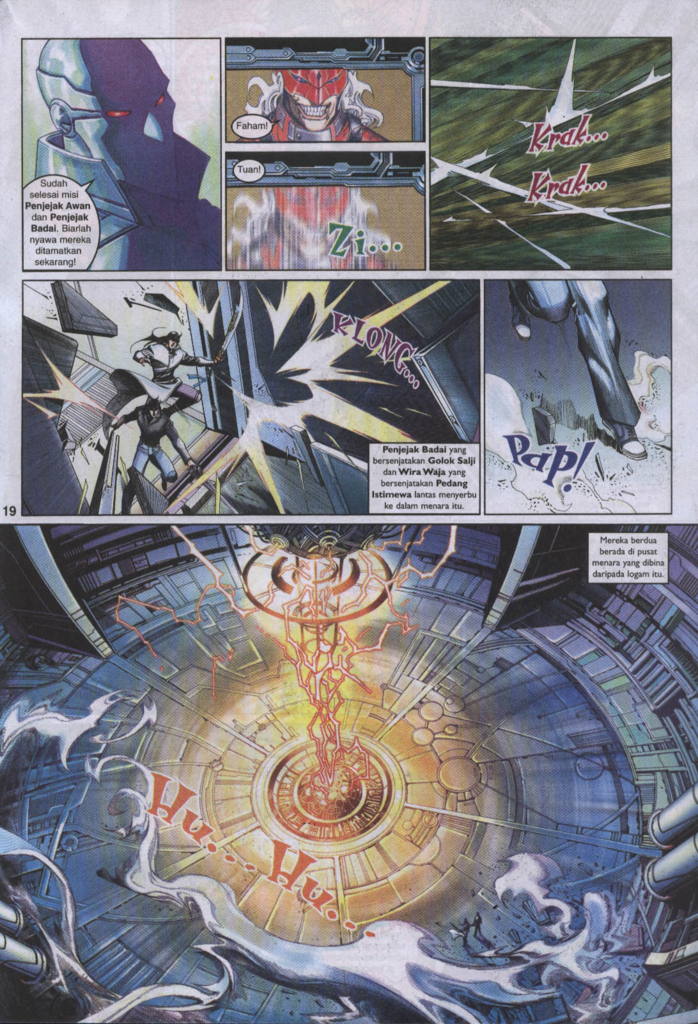 Sudah
selesai misi
Penjejak Awan
dan Penjejak
Badai. Biarlah
nyawa mereka
ditamatkan
sekarang!
Faham!
Tuan!
Zi...
Krak...
Krak...
KLONG...
Penjejak Badai yang
bersenjatakan Golok Salji
dan Wira Waja yang
bersenjatakan Pedang
Istimewa lantas menyerbu
ke dalam menara itu.
Pap!
19
Mereka berdua
berada di pusat
menara yang dibina
daripada logam itu.
Hu... Hu...